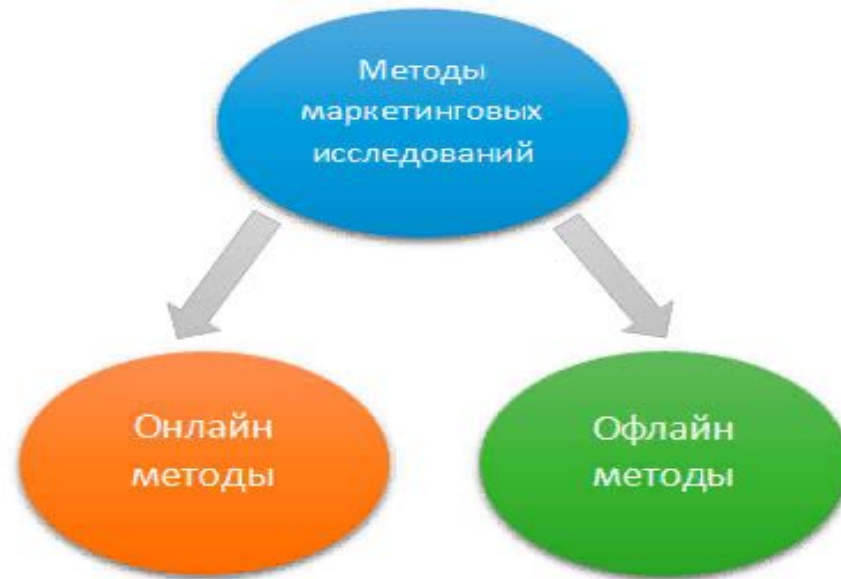 Методы
маркетинговых
исследований
Онлайн
методы
Офлайн
методы